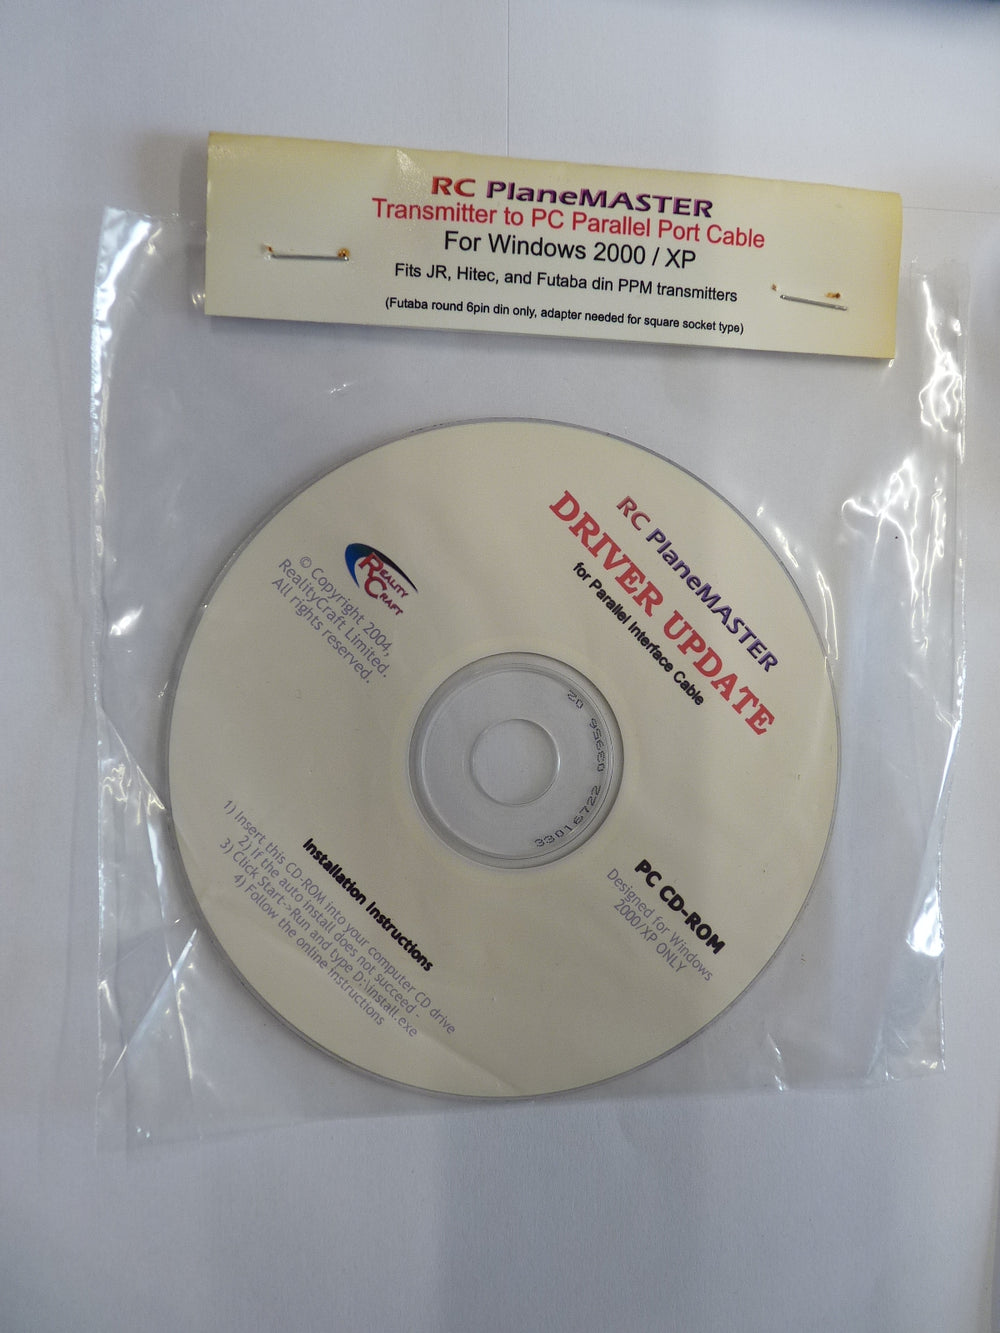 RC PlaneMASTER
Transmitter to PC Parallel Port Cable
For Windows 2000 / XP
Fits JR, Hitec, and Futaba din PPM transmitters
(Futaba round 6pin din only, adapter needed for square socket type)
RC PlaneMASTER
DRIVER UPDATE
for Parallel Interface Cable
REALITY
CRAFT
© Copyright 2004,
RealityCraft Limited.
All rights reserved.
33016722 03956 02
PC CD-ROM
Designed for Windows
2000/XP ONLY
Installation Instructions
1) Insert this CD-ROM into your computer CD drive
2) If the auto install does not succeed -
3) Click Start->Run and type D:\install.exe
4) Follow the online instructions